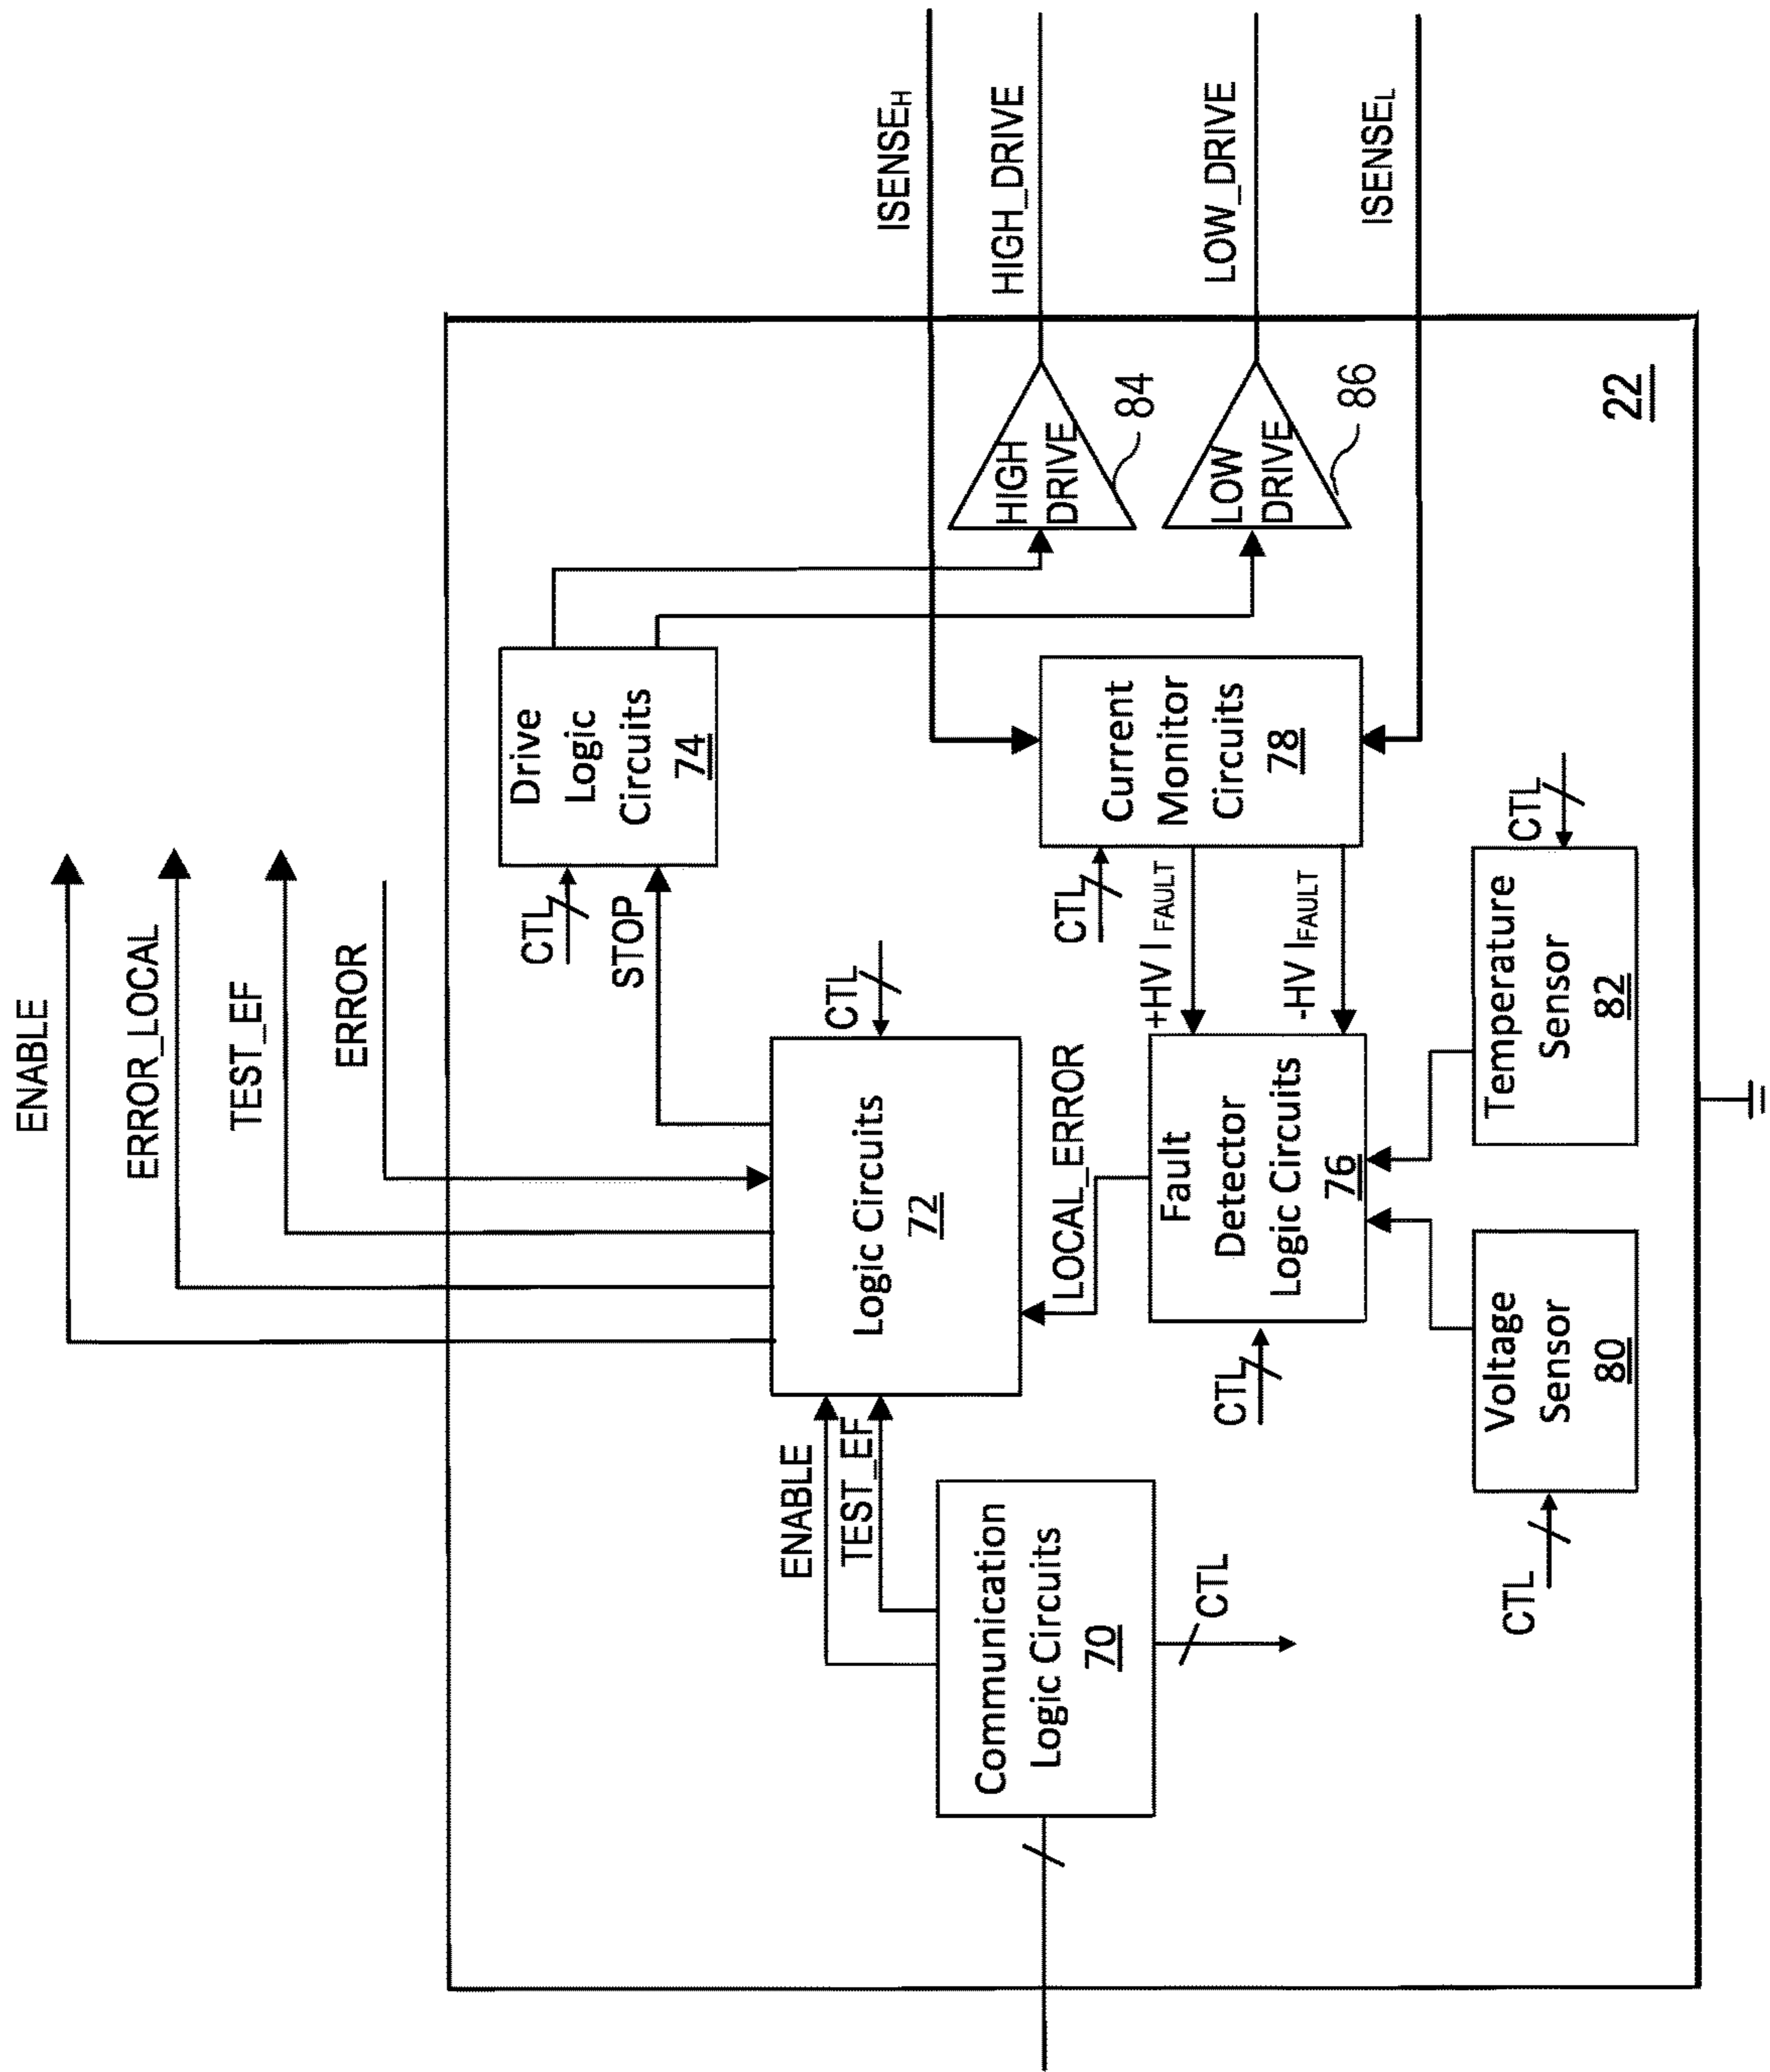 ENABLE
ERROR_LOCAL
TEST_EF
ERROR
ENABLE
TEST_EF
Communication
Logic Circuits
70
CTL
Logic Circuits
72
CTL
STOP
CTL
Drive
Logic
Circuits
74
LOCAL_ERROR
CTL
Fault
Detector
Logic Circuits
76
+HV I FAULT
-HV IFAULT
CTL
Current
Monitor
Circuits
78
CTL
Voltage
Sensor
80
Temperature
Sensor
82
CTL
HIGH
DRIVE
84
LOW
DRIVE
86
ISENSEH
HIGH_DRIVE
LOW_DRIVE
ISENSEL
22